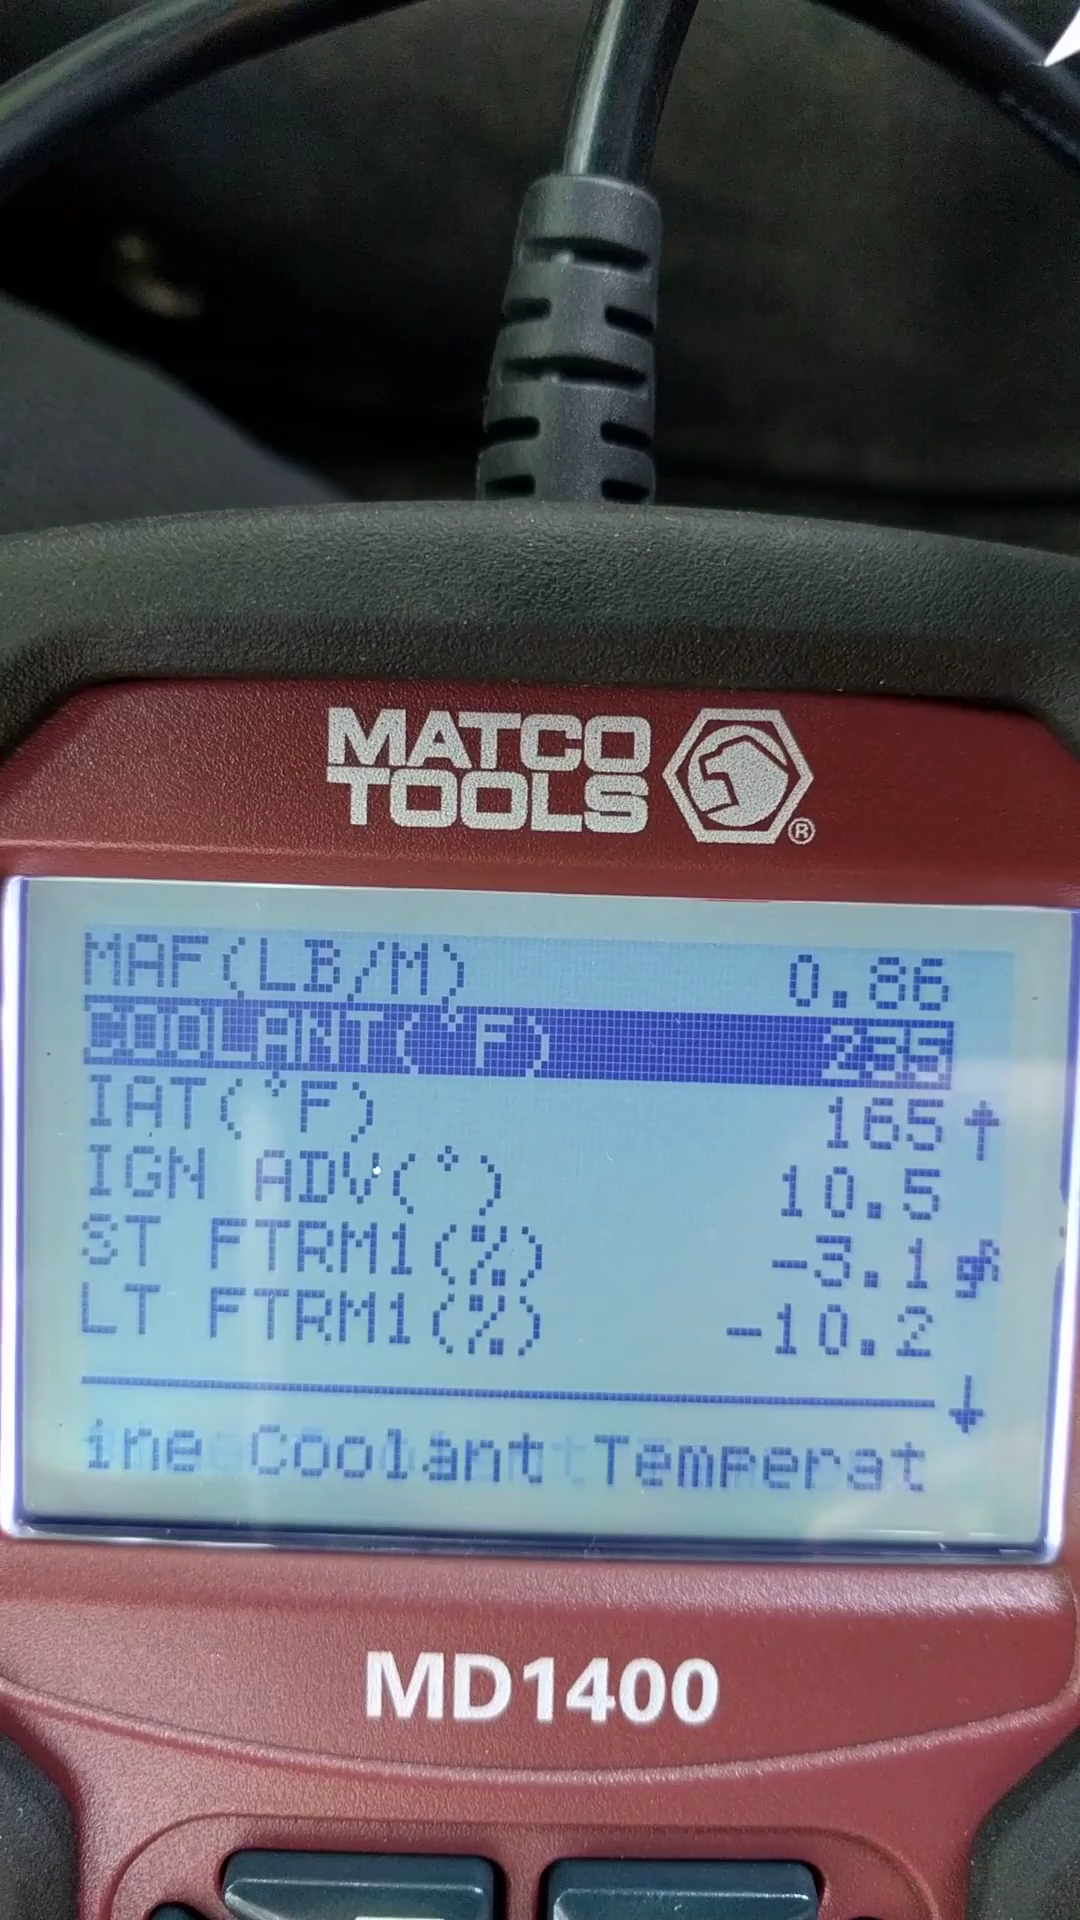 MATCO
TOOLS
®
MAF(LB/M) 0.86
COOLANT(°F)
IAT(°F) 165
IGN ADV(°) 10.5
ST FTRM1(%) -3.1
LT FTRM1(%) -10.2
ine Coolant Temperat
MD1400